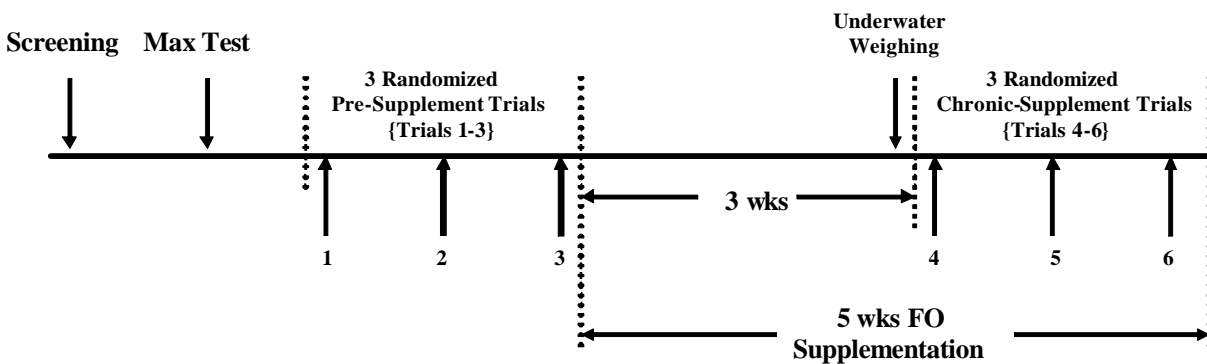 Underwater
Weighing
Screening
Max Test
3 Randomized
Pre-Supplement Trials
{Trials 1-3}
3 Randomized
Chronic-Supplement Trials
{Trials 4-6}
3 wks
1
2
3
4
5
6
5 wks FO
Supplementation